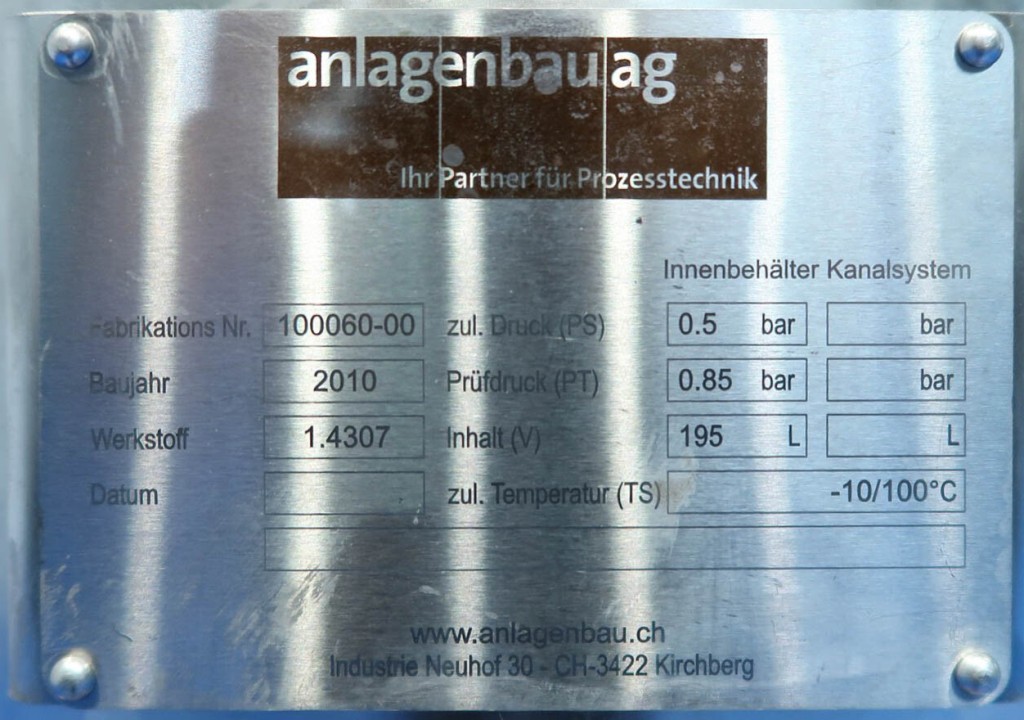 anlagenbau ag
Ihr Partner für Prozesstechnik
Innenbehälter Kanalsystem
Fabrikations Nr. 100060-00 zul. Druck (PS) 0.5 bar bar
Baujahr 2010 Prüfdruck (PT) 0.85 bar bar
Werkstoff 1.4307 Inhalt (V) 195 L L
Datum zul. Temperatur (TS) -10/100°C
www.anlagenbau.ch
Industrie Neuhof 30 - CH-3422 Kirchberg